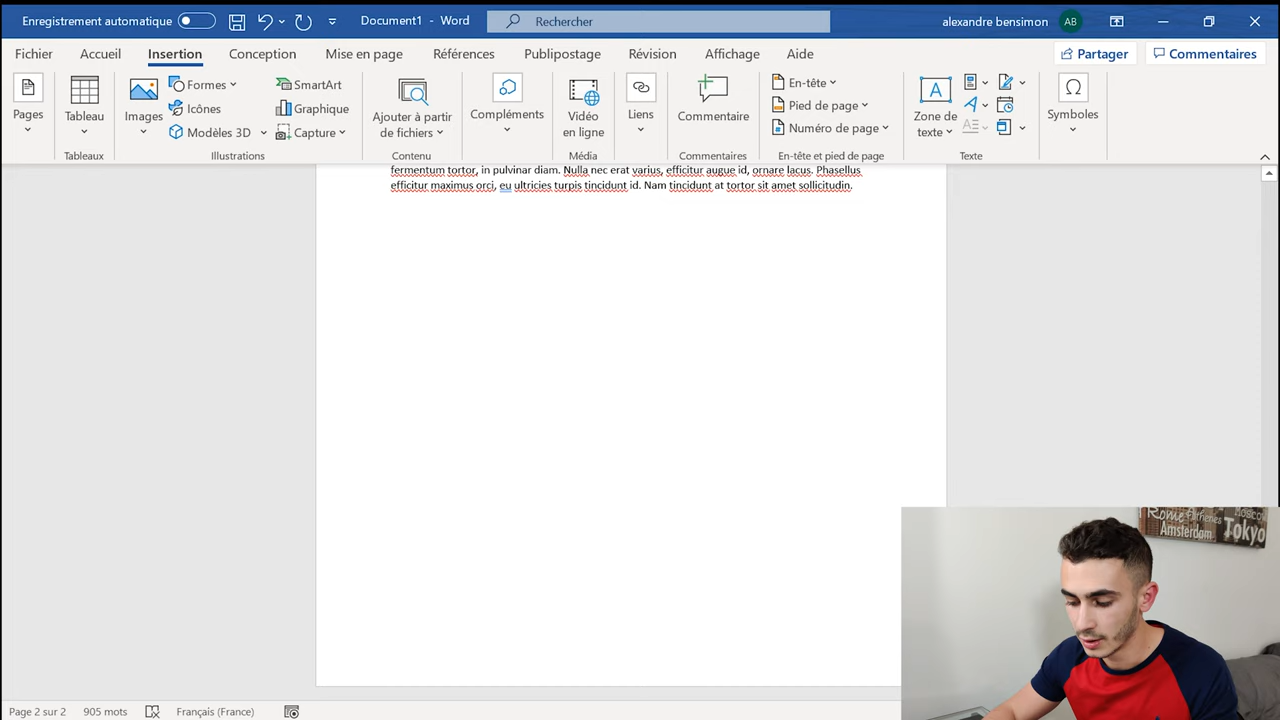 Enregistrement automatique
Document1 - Word
Rechercher
alexandre bensimon
AB
Fichier
Accueil
Insertion
Conception
Mise en page
Références
Publipostage
Révision
Affichage
Aide
Partager
Commentaires
Pages
Tableau
Images
Formes
Icônes
Modèles 3D
SmartArt
Graphique
Capture
Ajouter à partir
de fichiers
Compléments
Vidéo
en ligne
Liens
Commentaire
En-tête
Pied de page
Numéro de page
A
Zone de
texte
Symboles
Tableaux
Illustrations
Contenu
Média
Commentaires
En-tête et pied de page
Texte
fermentum tortor, in pulvinar diam. Nulla nec erat varius, efficitur augue id, ornare lacus. Phasellus
efficitur maximus orci, eu ultricies turpis tincidunt id. Nam tincidunt at tortor sit amet sollicitudin.
Rome
Athenes
Moscou
Amsterdam
Tokyo
Page 2 sur 2
905 mots
Français (France)